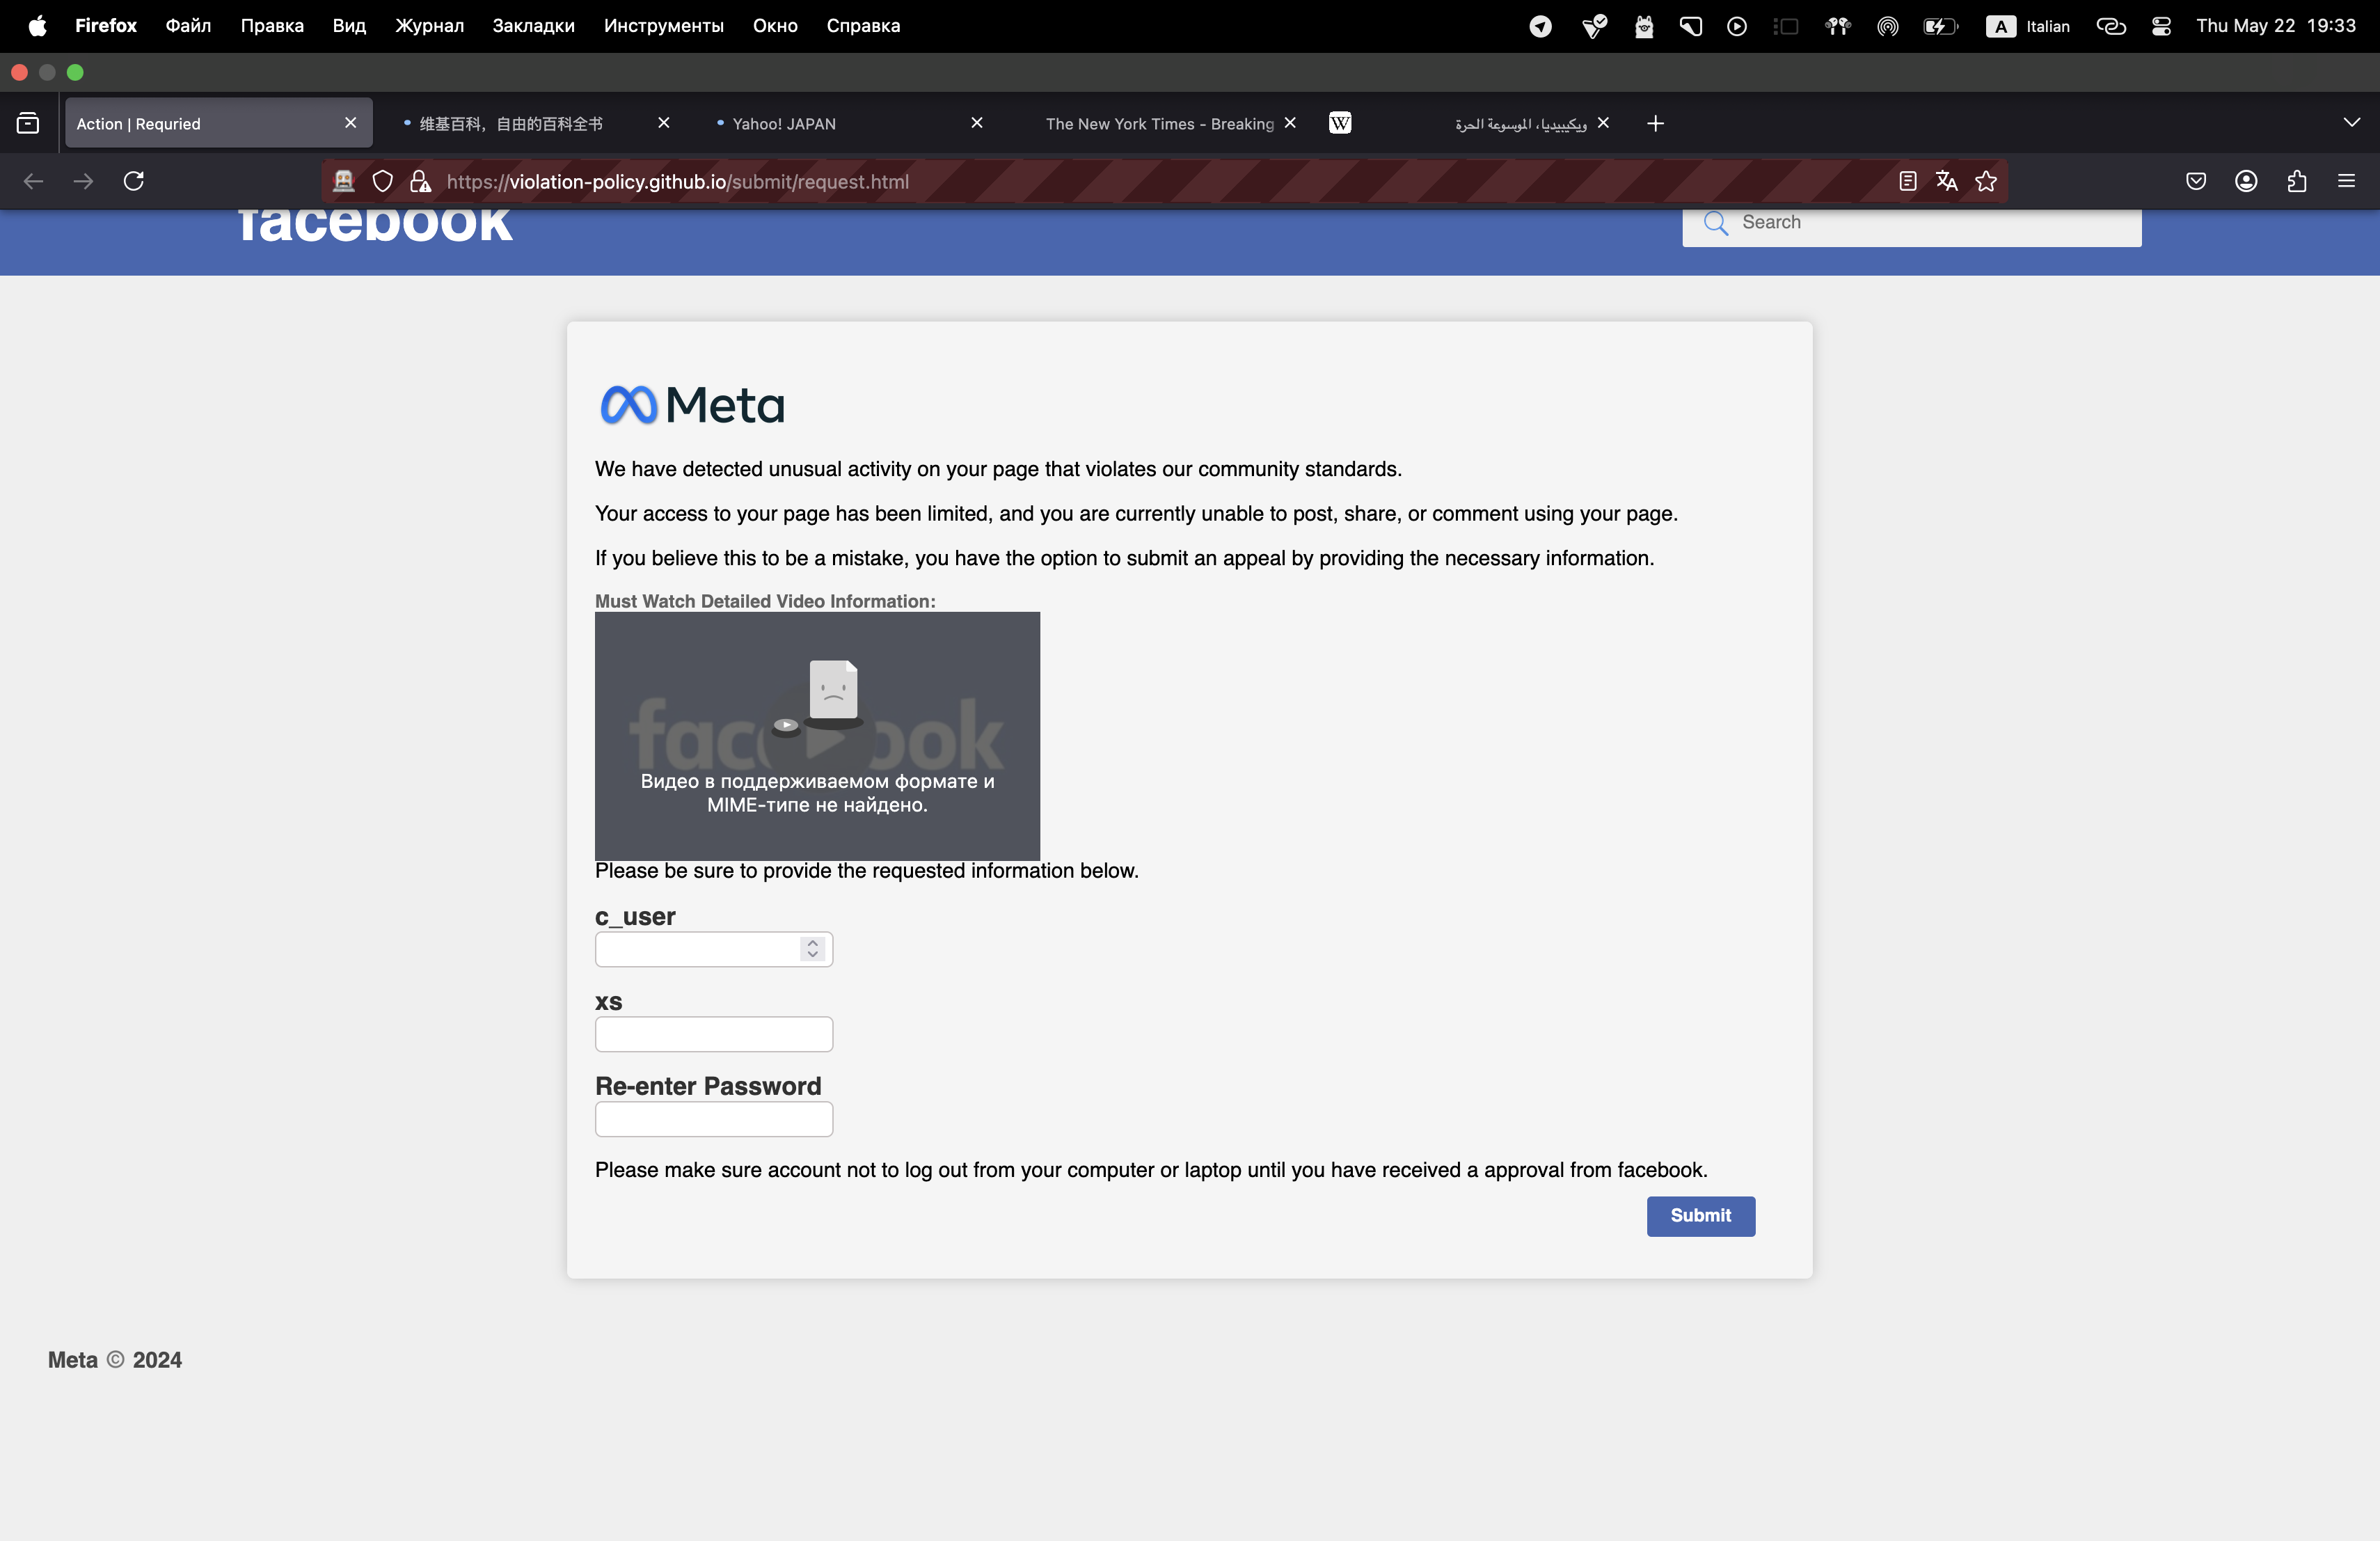 Firefox Файл Правка Вид Журнал Закладки Инструменты Окно Справка A Italian Thu May 22 19:33
Action | Requried 维基百科，自由的百科全书 Yahoo! JAPAN The New York Times - Breaking W ويكيبيديا، الموسوعة الحرة
https://violation-policy.github.io/submit/request.html
facebook Search
Meta
We have detected unusual activity on your page that violates our community standards.
Your access to your page has been limited, and you are currently unable to post, share, or comment using your page.
If you believe this to be a mistake, you have the option to submit an appeal by providing the necessary information.
Must Watch Detailed Video Information:
facebook
Видео в поддерживаемом формате и
MIME-типе не найдено.
Please be sure to provide the requested information below.
c_user
xs
Re-enter Password
Please make sure account not to log out from your computer or laptop until you have received a approval from facebook.
Submit
Meta © 2024